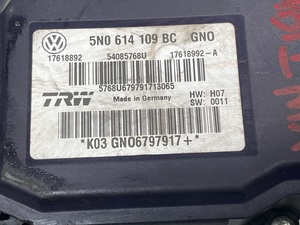 5N0 614 109 BC GNO
17618892 54085768U 17618992-A
5768U679791713065
TRW Made in Germany HW: H07
SW: 0011
*K03 GNO6797917+*